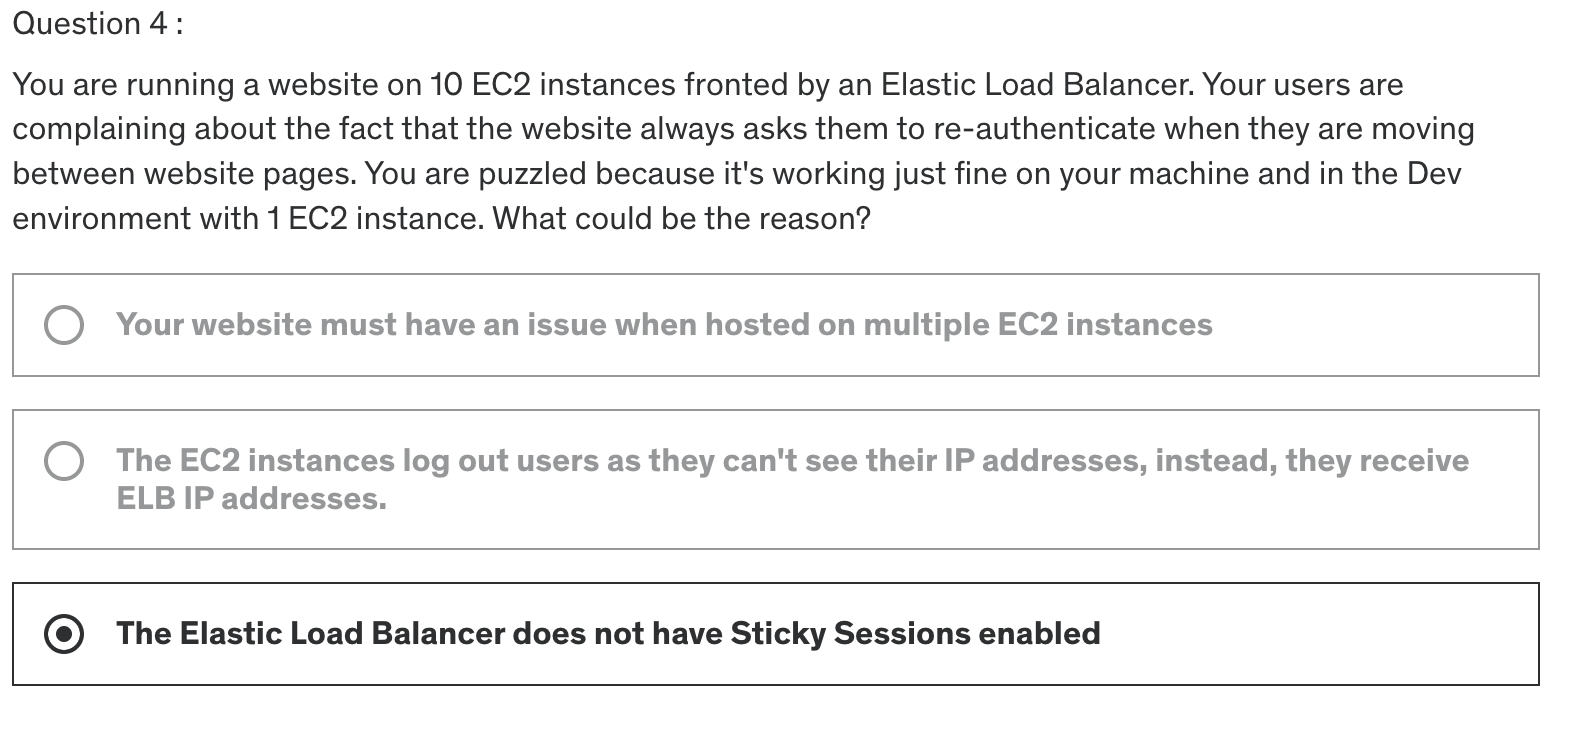 Question 4 :
You are running a website on 10 EC2 instances fronted by an Elastic Load Balancer. Your users are
complaining about the fact that the website always asks them to re-authenticate when they are moving
between website pages. You are puzzled because it's working just fine on your machine and in the Dev
environment with 1 EC2 instance. What could be the reason?
Your website must have an issue when hosted on multiple EC2 instances
The EC2 instances log out users as they can't see their IP addresses, instead, they receive
ELB IP addresses.
The Elastic Load Balancer does not have Sticky Sessions enabled